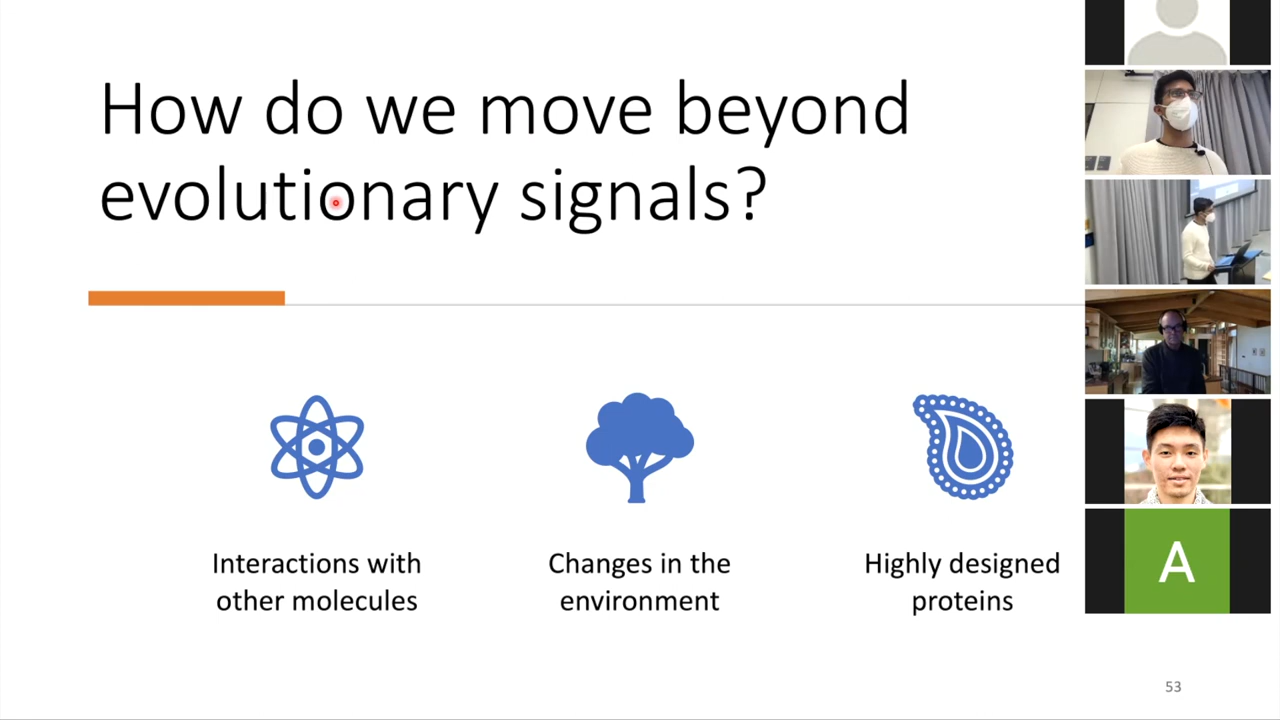 How do we move beyond
evolutionary signals?
Interactions with
other molecules
Changes in the
environment
Highly designed
proteins
A
53